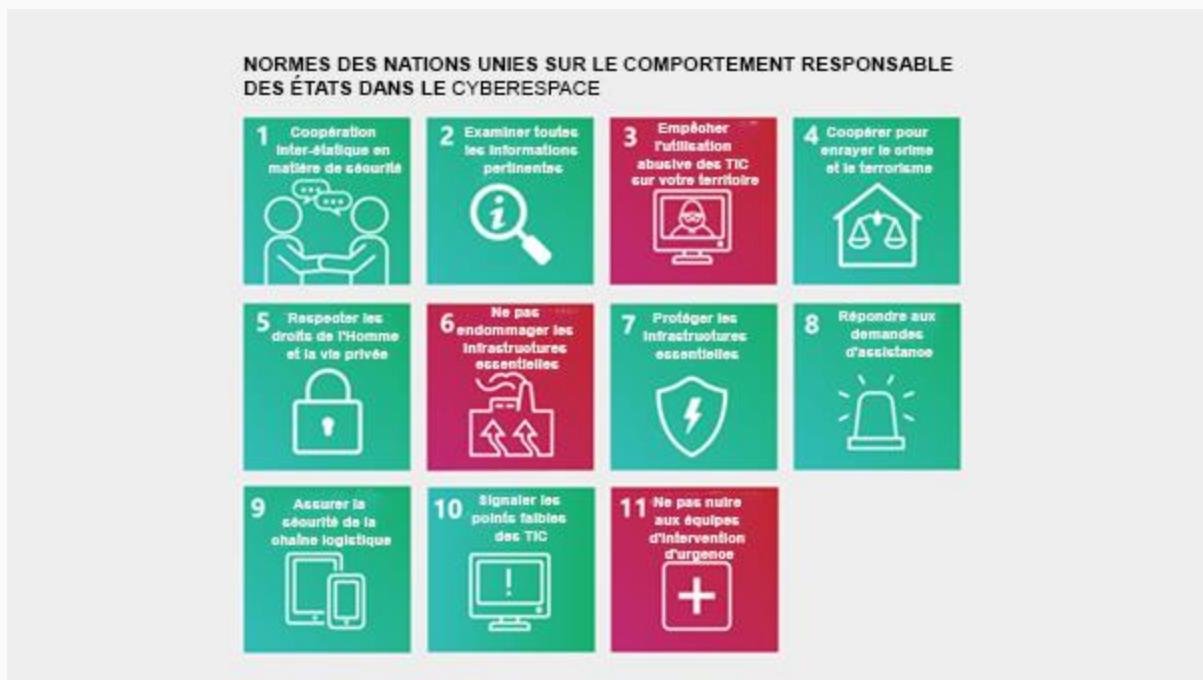 NORMES DES NATIONS UNIES SUR LE COMPORTEMENT RESPONSABLE
DES ÉTATS DANS LE CYBERESPACE
1 Coopération
inter-étatique en
matière de sécurité
2 Examiner toutes
les informations
pertinentes
3 Empêcher
l'utilisation
abusive des TIC
sur votre territoire
4 Coopérer pour
enrayer le crime
et le terrorisme
5 Respecter les
droits de l'Homme
et la vie privée
6 Ne pas
endommager les
infrastructures
essentielles
7 Protéger les
infrastructures
essentielles
8 Répondre aux
demandes
d'assistance
9 Assurer la
sécurité de la
chaîne logistique
10 Signaler les
points faibles
des TIC
11 Ne pas nuire
aux équipes
d'intervention
d'urgence